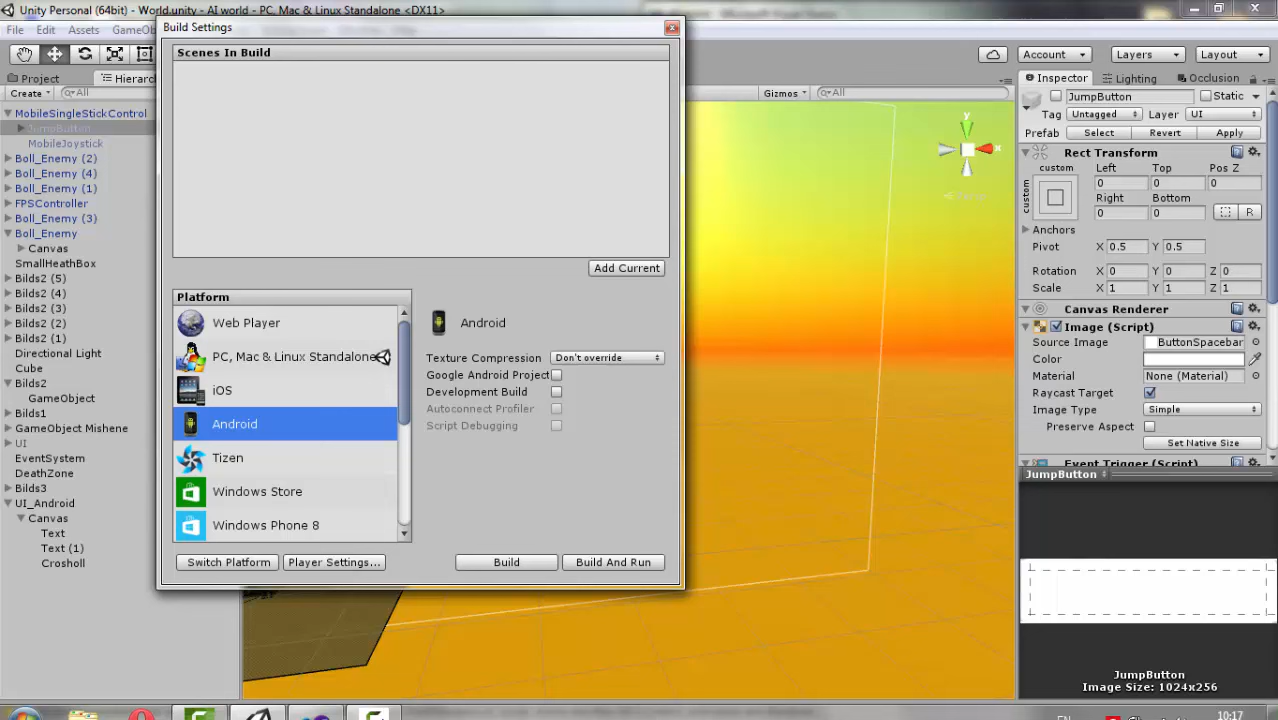 Unity Personal (64bit) - World.unity - AI world - PC, Mac & Linux Standalone <DX11>
File Edit Assets GameOb
Build Settings
Scenes In Build
Add Current
Platform
Web Player
PC, Mac & Linux Standalone
iOS
Android
Tizen
Windows Store
Windows Phone 8
Android
Texture Compression Don't override
Google Android Project
Development Build
Autoconnect Profiler
Script Debugging
Switch Platform Player Settings... Build Build And Run
Project Hierarch
Create All
MobileSingleStickControl
JumpButton
MobileJoystick
Boll_Enemy (2)
Boll_Enemy (4)
Boll_Enemy (1)
FPSController
Boll_Enemy (3)
Boll_Enemy
Canvas
SmallHeathBox
Bilds2 (5)
Bilds2 (4)
Bilds2 (3)
Bilds2 (2)
Bilds2 (1)
Directional Light
Cube
Bilds2
GameObject
Bilds1
GameObject Mishene
UI
EventSystem
DeathZone
Bilds3
UI_Android
Canvas
Text
Text (1)
Crosholl
Gizmos All
y
x
Persp
Account Layers Layout
Inspector Lighting Occlusion
JumpButton Static
Tag Untagged Layer UI
Prefab Select Revert Apply
Rect Transform
custom Left Top Pos Z
custom
0 0 0
Right Bottom
0 0 R
Anchors
Pivot X 0.5 Y 0.5
Rotation X 0 Y 0 Z 0
Scale X 1 Y 1 Z 1
Canvas Renderer
Image (Script)
Source Image ButtonSpacebar
Color
Material None (Material)
Raycast Target
Image Type Simple
Preserve Aspect
Set Native Size
Event Trigger (Script)
JumpButton
JumpButton
Image Size: 1024x256
EN 10:17